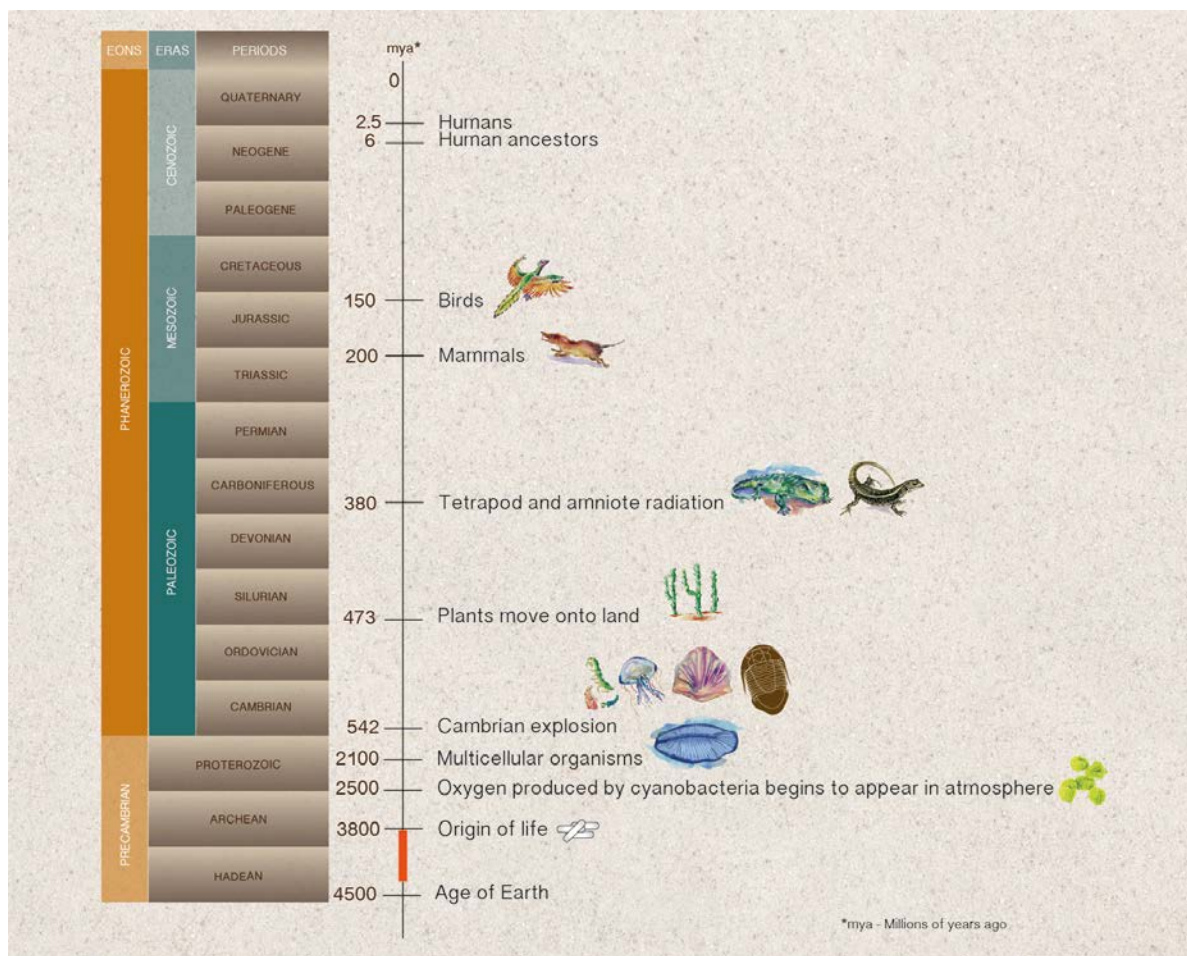 EONS ERAS PERIODS mya*
0
QUATERNARY
2.5 Humans
6 Human ancestors
NEOGENE
CENOZOIC
PALEOGENE
CRETACEOUS
150 Birds
JURASSIC
MESOZOIC
200 Mammals
TRIASSIC
PHANEROZOIC
PERMIAN
CARBONIFEROUS
380 Tetrapod and amniote radiation
DEVONIAN
PALEOZOIC
SILURIAN
473 Plants move onto land
ORDOVICIAN
CAMBRIAN
542 Cambrian explosion
2100 Multicellular organisms
PROTEROZOIC
2500 Oxygen produced by cyanobacteria begins to appear in atmosphere
PRECAMBRIAN
ARCHEAN
3800 Origin of life
HADEAN
4500 Age of Earth
*mya - Millions of years ago